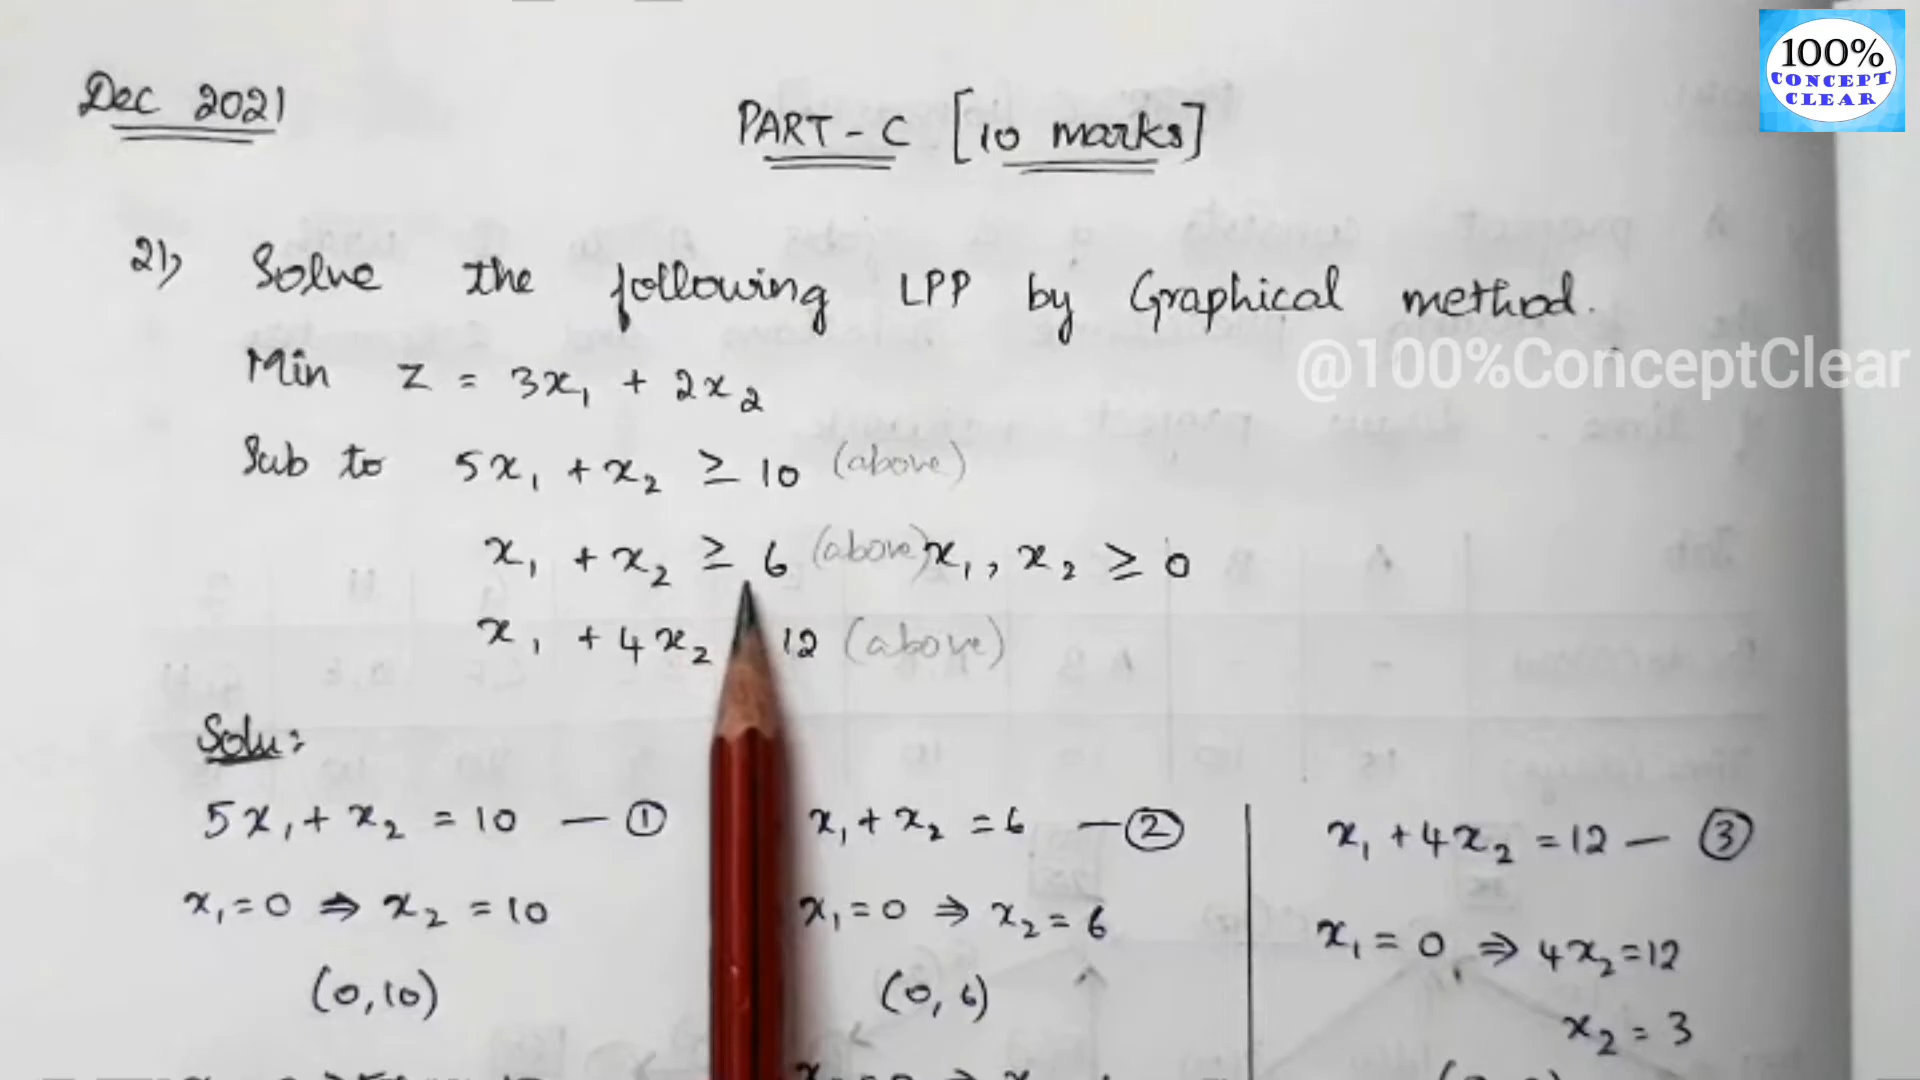 100%
CONCEPT
CLEAR
Dec 2021
PART - C [10 marks]
21) Solve the following LPP by Graphical method.
@100%ConceptClear
Min z = 3x₁ + 2x₂
Sub to 5x₁ + x₂ ≥ 10 (above)
x₁ + x₂ ≥ 6 (above) x₁, x₂ ≥ 0
x₁ + 4x₂ 12 (above)
Solu:
5x₁ + x₂ = 10 — ①
x₁ = 0 ⇒ x₂ = 10
(0,10)
x₁ + x₂ = 6 — ②
x₁ = 0 ⇒ x₂ = 6
(0, 6)
x₁ + 4x₂ = 12 — ③
x₁ = 0 ⇒ 4x₂ = 12
x₂ = 3